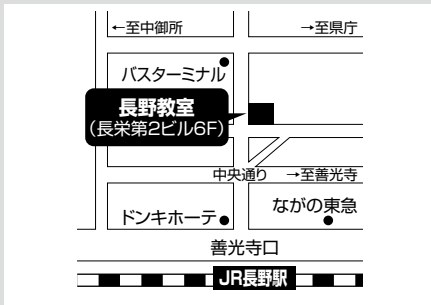 ←至中御所
→至県庁
バスターミナル
長野教室
(長栄第2ビル6F)
中央通り
→至善光寺
ドンキホーテ
ながの東急
善光寺口
JR長野駅